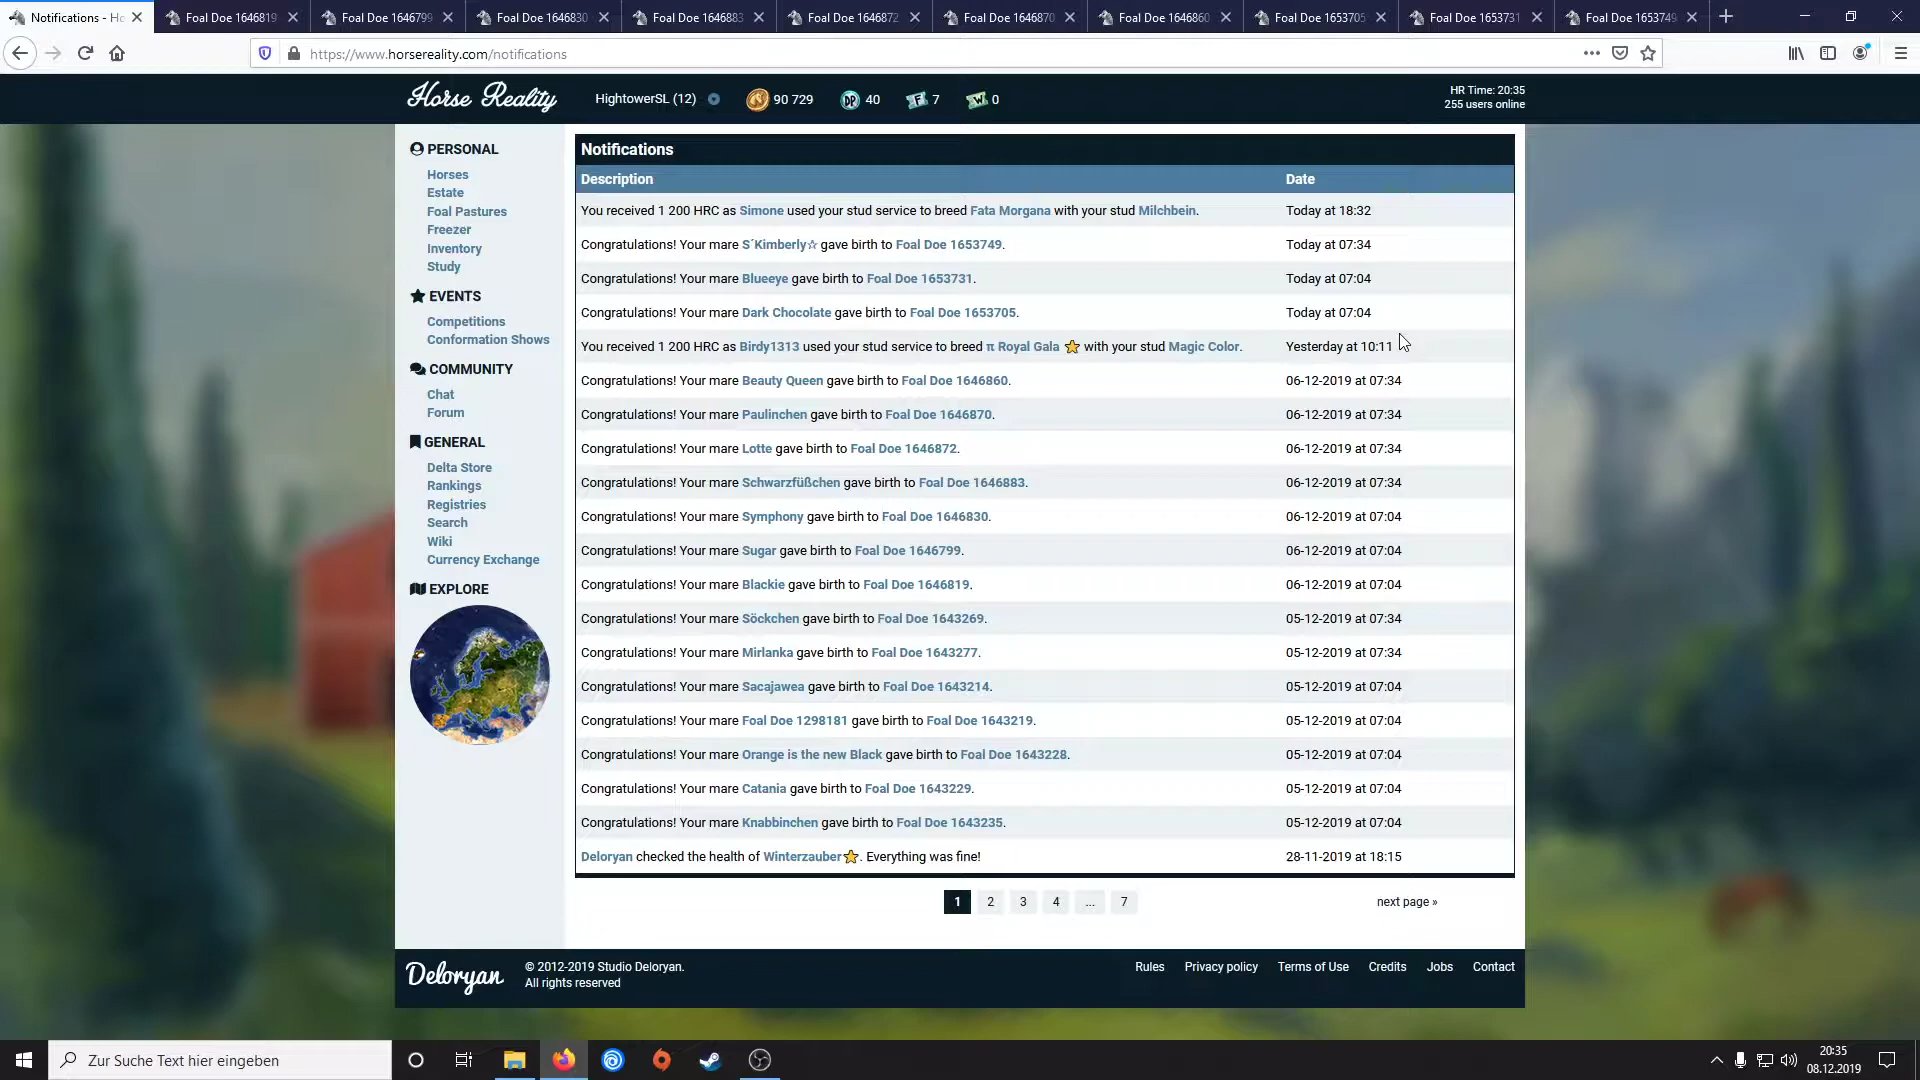 Notifications - Ho
Foal Doe 1646819
Foal Doe 1646799
Foal Doe 1646830
Foal Doe 1646883
Foal Doe 1646872
Foal Doe 1646870
Foal Doe 1646860
Foal Doe 1653705
Foal Doe 1653731
Foal Doe 1653749
https://www.horsereality.com/notifications
Horse Reality
HightowerSL (12)
90 729
DP 40
F 7
W 0
HR Time: 20:35
255 users online
PERSONAL
Horses
Estate
Foal Pastures
Freezer
Inventory
Study
EVENTS
Competitions
Conformation Shows
COMMUNITY
Chat
Forum
GENERAL
Delta Store
Rankings
Registries
Search
Wiki
Currency Exchange
EXPLORE
Notifications
Description Date
You received 1 200 HRC as Simone used your stud service to breed Fata Morgana with your stud Milchbein. Today at 18:32
Congratulations! Your mare S´Kimberly☆ gave birth to Foal Doe 1653749. Today at 07:34
Congratulations! Your mare Blueeye gave birth to Foal Doe 1653731. Today at 07:04
Congratulations! Your mare Dark Chocolate gave birth to Foal Doe 1653705. Today at 07:04
You received 1 200 HRC as Birdy1313 used your stud service to breed π Royal Gala ⭐ with your stud Magic Color. Yesterday at 10:11
Congratulations! Your mare Beauty Queen gave birth to Foal Doe 1646860. 06-12-2019 at 07:34
Congratulations! Your mare Paulinchen gave birth to Foal Doe 1646870. 06-12-2019 at 07:34
Congratulations! Your mare Lotte gave birth to Foal Doe 1646872. 06-12-2019 at 07:34
Congratulations! Your mare Schwarzfüßchen gave birth to Foal Doe 1646883. 06-12-2019 at 07:34
Congratulations! Your mare Symphony gave birth to Foal Doe 1646830. 06-12-2019 at 07:04
Congratulations! Your mare Sugar gave birth to Foal Doe 1646799. 06-12-2019 at 07:04
Congratulations! Your mare Blackie gave birth to Foal Doe 1646819. 06-12-2019 at 07:04
Congratulations! Your mare Söckchen gave birth to Foal Doe 1643269. 05-12-2019 at 07:34
Congratulations! Your mare Mirlanka gave birth to Foal Doe 1643277. 05-12-2019 at 07:34
Congratulations! Your mare Sacajawea gave birth to Foal Doe 1643214. 05-12-2019 at 07:04
Congratulations! Your mare Foal Doe 1298181 gave birth to Foal Doe 1643219. 05-12-2019 at 07:04
Congratulations! Your mare Orange is the new Black gave birth to Foal Doe 1643228. 05-12-2019 at 07:04
Congratulations! Your mare Catania gave birth to Foal Doe 1643229. 05-12-2019 at 07:04
Congratulations! Your mare Knabbinchen gave birth to Foal Doe 1643235. 05-12-2019 at 07:04
Deloryan checked the health of Winterzauber⭐. Everything was fine! 28-11-2019 at 18:15
1 2 3 4 ... 7 next page »
Deloryan
© 2012-2019 Studio Deloryan.
All rights reserved
Rules Privacy policy Terms of Use Credits Jobs Contact
Zur Suche Text hier eingeben
20:35
08.12.2019